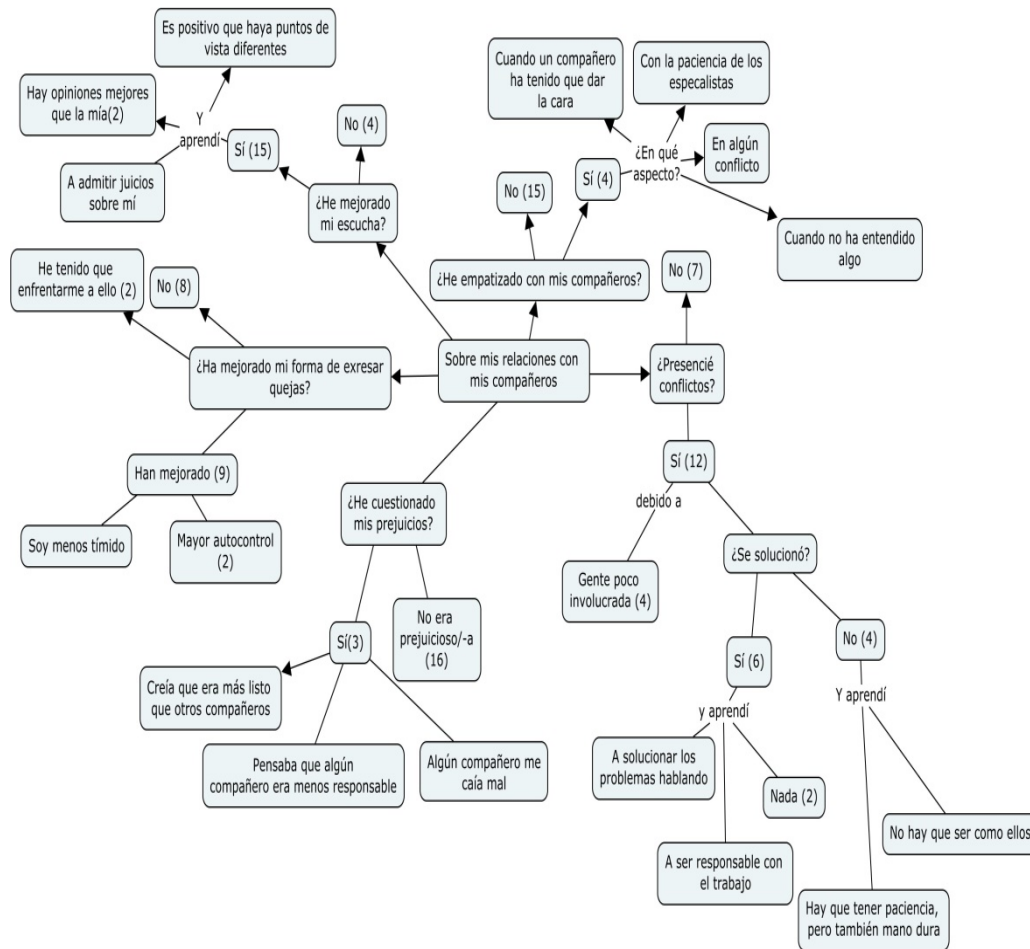 Es positivo que haya puntos de
vista diferentes
Hay opiniones mejores
que la mía(2)
Y
aprendí
A admitir juicios
sobre mí
Sí (15)
No (4)
¿He mejorado
mi escucha?
Cuando un compañero
ha tenido que dar
la cara
Con la paciencia de los
especalistas
¿En qué
aspecto?
En algún
conflicto
Cuando no ha entendido
algo
No (15)
Sí (4)
¿He empatizado con mis compañeros?
He tenido que
enfrentarme a ello (2)
No (8)
¿Ha mejorado mi forma de exresar
quejas?
Han mejorado (9)
Soy menos tímido
Mayor autocontrol
(2)
Sobre mis relaciones con
mis compañeros
No (7)
¿Presencié
conflictos?
Sí (12)
debido a
Gente poco
involucrada (4)
¿Se solucionó?
Sí (6)
y aprendí
A solucionar los
problemas hablando
A ser responsable con
el trabajo
Nada (2)
No (4)
Y aprendí
Hay que tener paciencia,
pero también mano dura
No hay que ser como ellos
¿He cuestionado
mis prejuicios?
Sí(3)
No era
prejuicioso/-a
(16)
Creía que era más listo
que otros compañeros
Pensaba que algún
compañero era menos responsable
Algún compañero me
caía mal